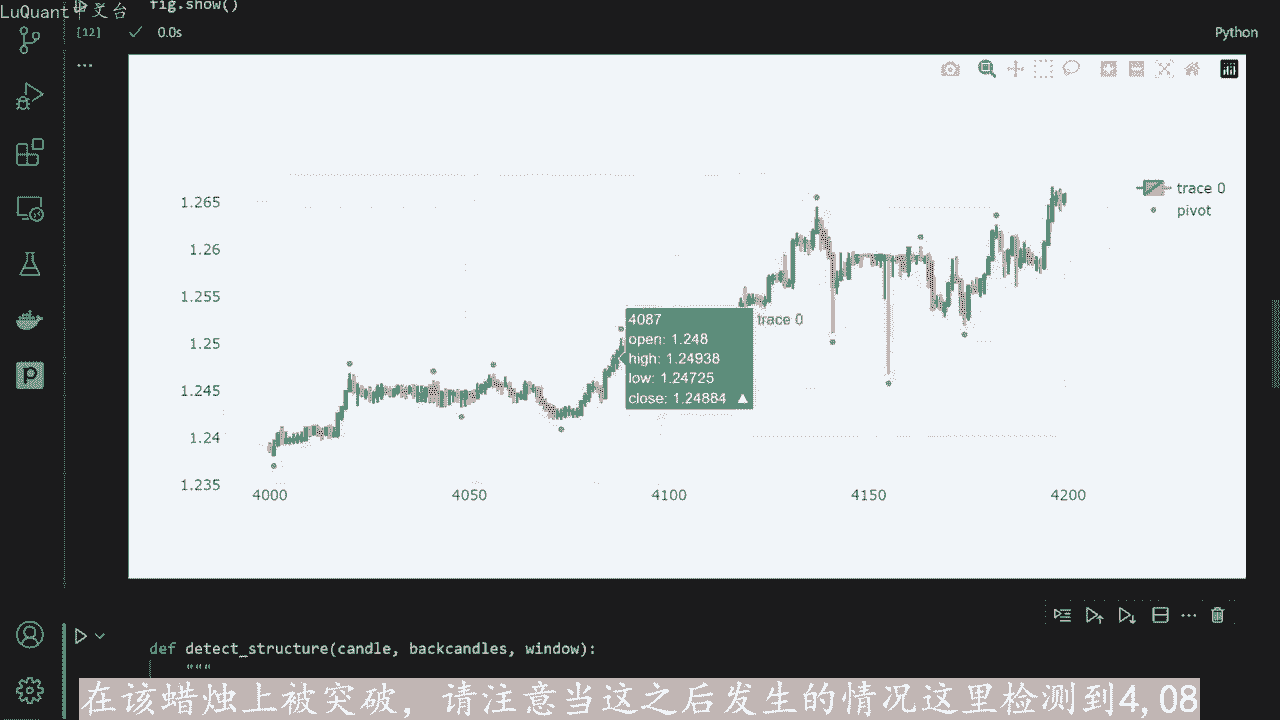 fig.show()
LuQuant中文台
[12]
0.0s
Python
...
trace 0
pivot
1.265
1.26
1.255
1.25
1.245
1.24
1.235
4087
trace 0
open: 1.248
high: 1.24938
low: 1.24725
close: 1.24884 ▲
4000
4050
4100
4150
4200
def detect_structure(candle, backcandles, window):
"""
在该蜡烛上被突破，请注意当这之后发生的情况这里检测到4,08